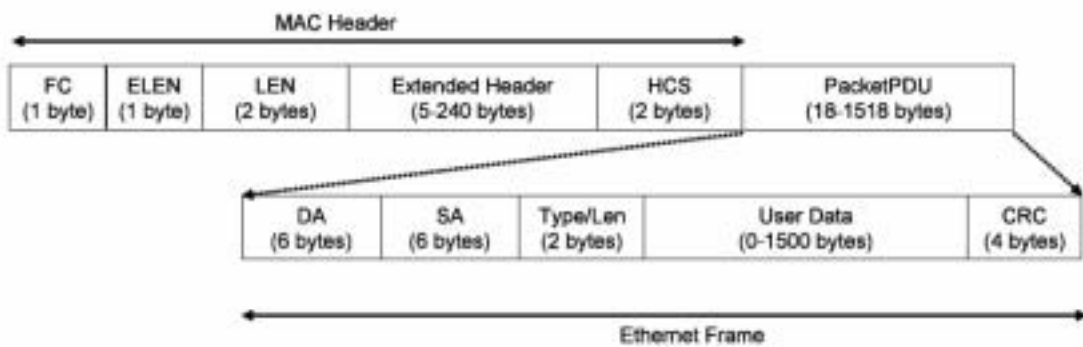 MAC Header
FC
(1 byte)
ELEN
(1 byte)
LEN
(2 bytes)
Extended Header
(5-240 bytes)
HCS
(2 bytes)
PacketPDU
(18-1518 bytes)
DA
(6 bytes)
SA
(6 bytes)
Type/Len
(2 bytes)
User Data
(0-1500 bytes)
CRC
(4 bytes)
Ethernet Frame